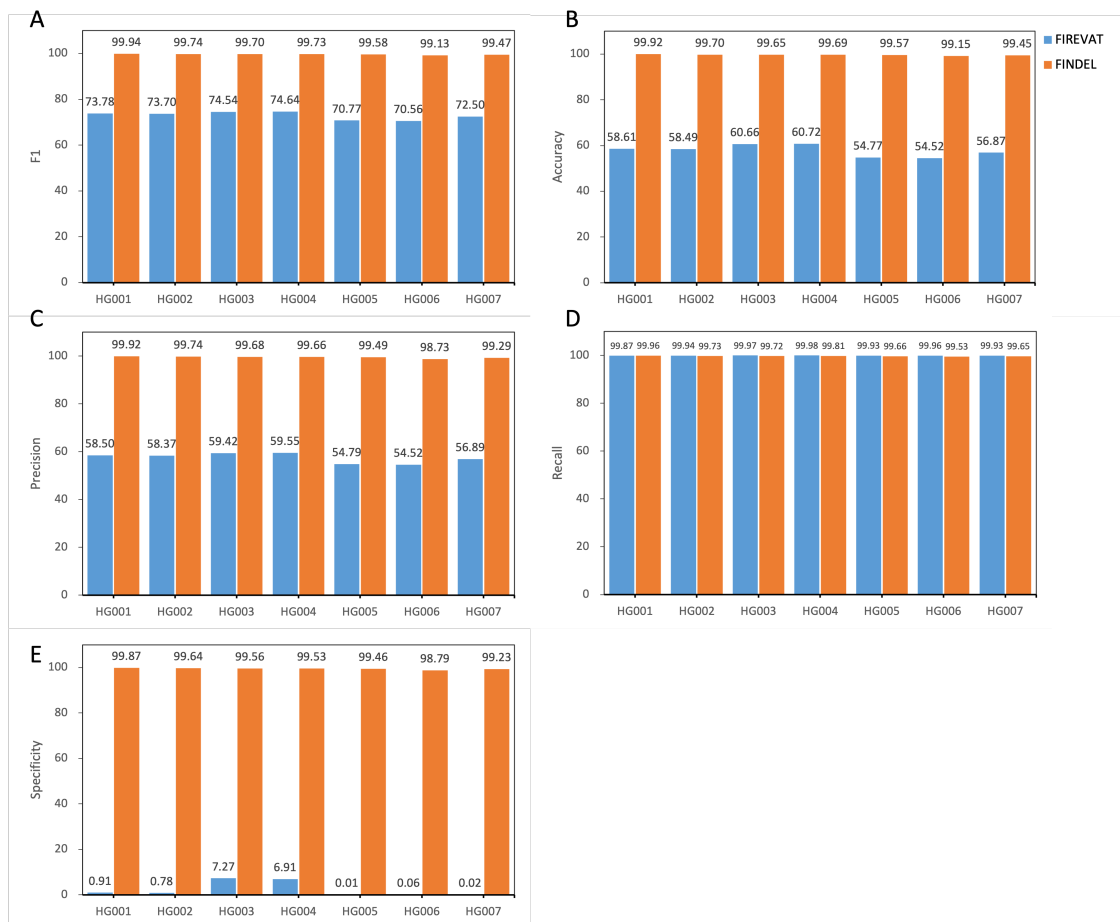 A
F1
100
80
60
40
20
0
99.94 99.74 99.70 99.73 99.58 99.13 99.47
73.78 73.70 74.54 74.64 70.77 70.56 72.50
HG001 HG002 HG003 HG004 HG005 HG006 HG007
B
Accuracy
100
80
60
40
20
0
99.92 99.70 99.65 99.69 99.57 99.15 99.45
58.61 58.49 60.66 60.72 54.77 54.52 56.87
HG001 HG002 HG003 HG004 HG005 HG006 HG007
FIREVAT
FINDEL
C
Precision
100
80
60
40
20
0
99.92 99.74 99.68 99.66 99.49 98.73 99.29
58.50 58.37 59.42 59.55 54.79 54.52 56.89
HG001 HG002 HG003 HG004 HG005 HG006 HG007
D
Recall
100
80
60
40
20
0
99.87 99.96 99.94 99.73 99.97 99.72 99.98 99.81 99.93 99.66 99.96 99.53 99.93 99.65
HG001 HG002 HG003 HG004 HG005 HG006 HG007
E
Specificity
100
80
60
40
20
0
99.87 99.64 99.56 99.53 99.46 98.79 99.23
0.91 0.78 7.27 6.91 0.01 0.06 0.02
HG001 HG002 HG003 HG004 HG005 HG006 HG007